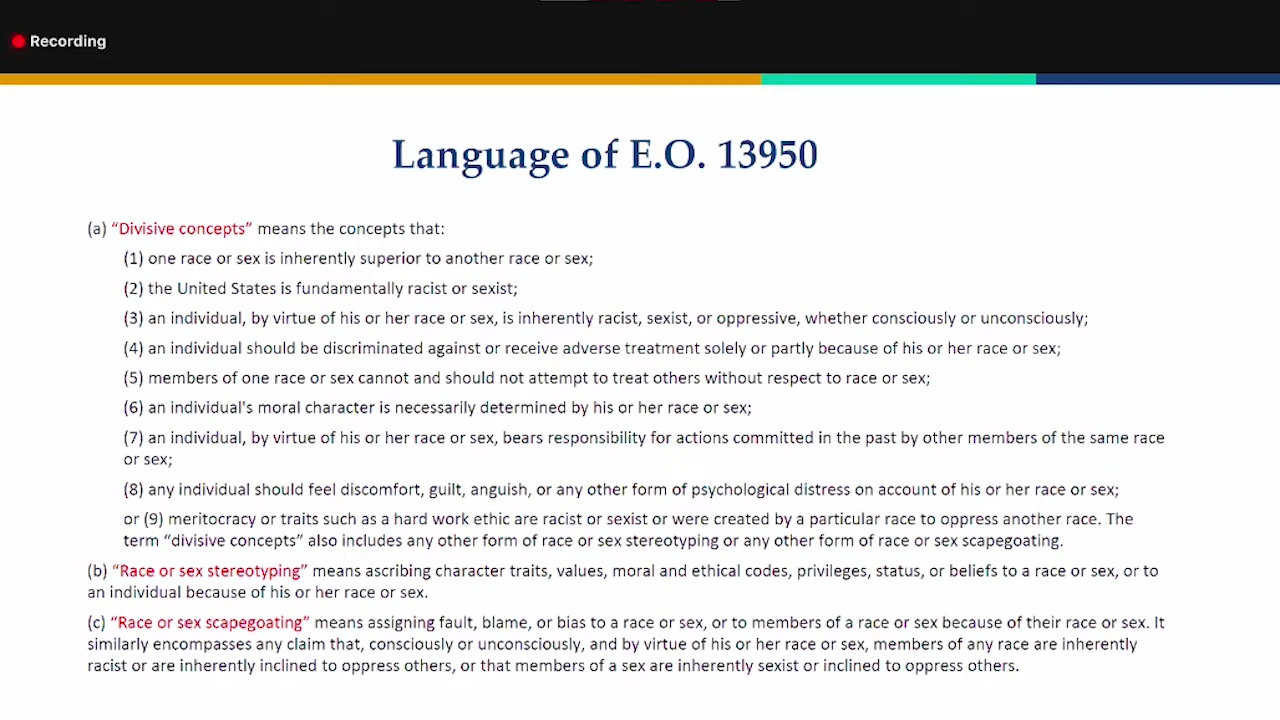 Recording
Language of E.O. 13950
(a) “Divisive concepts” means the concepts that:
(1) one race or sex is inherently superior to another race or sex;
(2) the United States is fundamentally racist or sexist;
(3) an individual, by virtue of his or her race or sex, is inherently racist, sexist, or oppressive, whether consciously or unconsciously;
(4) an individual should be discriminated against or receive adverse treatment solely or partly because of his or her race or sex;
(5) members of one race or sex cannot and should not attempt to treat others without respect to race or sex;
(6) an individual's moral character is necessarily determined by his or her race or sex;
(7) an individual, by virtue of his or her race or sex, bears responsibility for actions committed in the past by other members of the same race
or sex;
(8) any individual should feel discomfort, guilt, anguish, or any other form of psychological distress on account of his or her race or sex;
or (9) meritocracy or traits such as a hard work ethic are racist or sexist or were created by a particular race to oppress another race. The
term “divisive concepts” also includes any other form of race or sex stereotyping or any other form of race or sex scapegoating.
(b) “Race or sex stereotyping” means ascribing character traits, values, moral and ethical codes, privileges, status, or beliefs to a race or sex, or to
an individual because of his or her race or sex.
(c) “Race or sex scapegoating” means assigning fault, blame, or bias to a race or sex, or to members of a race or sex because of their race or sex. It
similarly encompasses any claim that, consciously or unconsciously, and by virtue of his or her race or sex, members of any race are inherently
racist or are inherently inclined to oppress others, or that members of a sex are inherently sexist or inclined to oppress others.